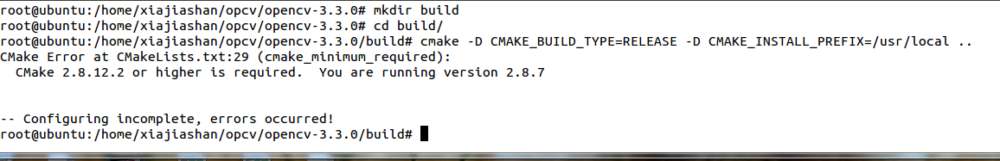 root@ubuntu:/home/xiajiashan/opcv/opencv-3.3.0# mkdir build
root@ubuntu:/home/xiajiashan/opcv/opencv-3.3.0# cd build/
root@ubuntu:/home/xiajiashan/opcv/opencv-3.3.0/build# cmake -D CMAKE_BUILD_TYPE=RELEASE -D CMAKE_INSTALL_PREFIX=/usr/local ..
CMake Error at CMakeLists.txt:29 (cmake_minimum_required):
  CMake 2.8.12.2 or higher is required.  You are running version 2.8.7
-- Configuring incomplete, errors occurred!
root@ubuntu:/home/xiajiashan/opcv/opencv-3.3.0/build#